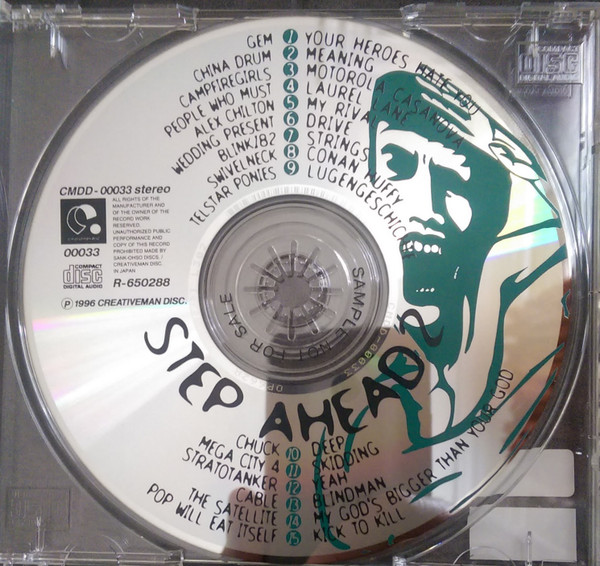 GEM 1 YOUR HEROES HATE YOU
CHINA DRUM 2 MEANING
CAMPFIREGIRLS 3 MOTOROLA CASANOVA
PEOPLE WHO MUST 4 LAUREL LANE
ALEX CHILTON 5 MY RIVAL
WEDDING PRESENT 6 DRIVE
BLINK182 7 STRINGS
SWIVELNECK 8 CONAN
TELSTAR PONIES 9
CMDD-00033 stereo
ALL RIGHTS OF THE
MANUFACTURER AND
OF THE OWNER OF THE
RECORD WORK
RESERVED.
UNAUTHORIZED PUBLIC
PERFORMANCE AND
COPY OF THIS RECORD
PROHIBITED MADE BY
SANK-OHSO DISCS /
CREATIVEMAN DISC.
IN JAPAN
00033
COMPACT
disc
DIGITAL AUDIO
R-650288
Ⓟ 1996 CREATIVEMAN DISC.
SAMPLE NOT FOR SALE
COMPACT
disc
DIGITAL AUDIO
STEP AHEAD 2
CHUCK 10 DEEP
MEGA CITY 4 11 SKIDDING
STRATOTANKER 12 YEAH
CABLE 13 BLINDMAN
THE SATELLITE 14 MY GOD'S BIGGER THAN YOUR GOD
POP WILL EAT ITSELF 15 KICK TO KILL